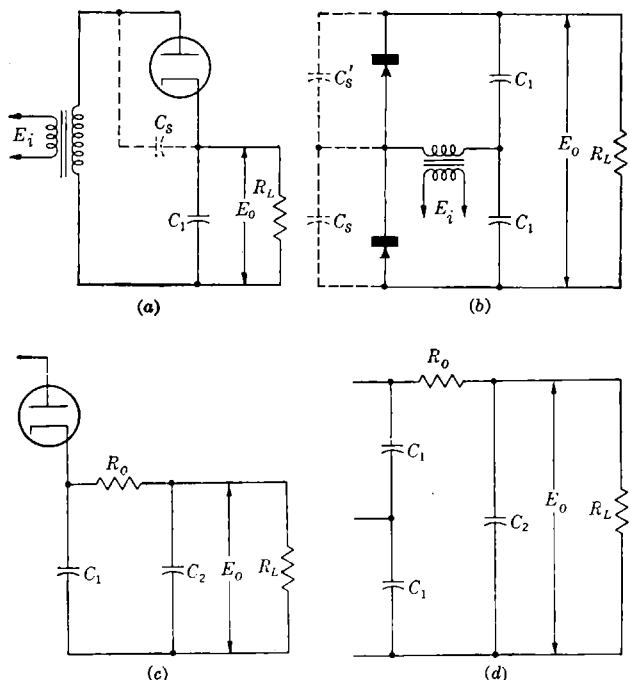 E_i
C_s
C_1
E_o
R_L
(a)
C_s'
C_s
E_i
C_1
C_1
E_o
R_L
(b)
R_o
C_1
C_2
E_o
R_L
(c)
R_o
C_1
C_1
C_2
E_o
R_L
(d)